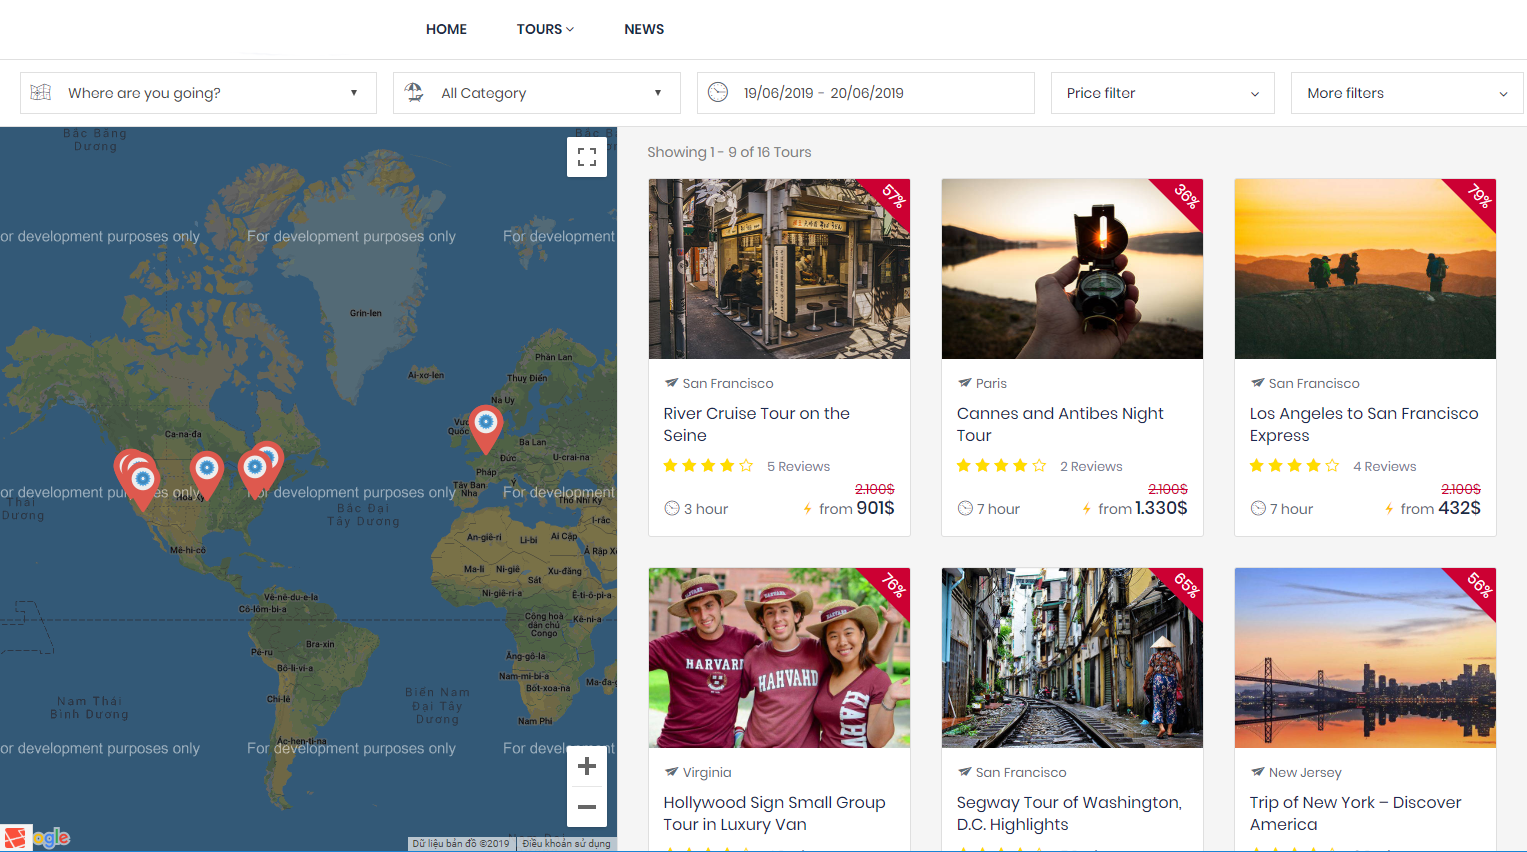 HOME
TOURS
NEWS
Where are you going?
All Category
19/06/2019 - 20/06/2019
Price filter
More filters
Bắc Băng
Dương
Bắc B
or development purposes only
For development purposes only
For development
Grin-len
Phần Lan
Ai-xơ-len
Thụy Điển
Na Uy
Quốc
Ca-na-đa
Ba Lan
Đức
U-crai-na
Pháp
Tây Ban
Nha
Ý
Thổ Nhĩ Kỳ
or development pu
es only
For development purposes only
For development
Thái
Dương
Hoa Kỳ
Bắc Đại
Tây Dương
I-rắc
An-giê-ri
Li-bi
Ai Cập
Ả Rập X
Mê-hi-cô
Ma-li
Ni-giê
Xu-đăng
Sát
Ni-giê-ri-a
Ê-ti-ô-pi-a
Vê-nê-du-e-la
Cô-lôm-bi-a
Cộng hoà
dân chủ
Congo
Kê-ni-a
Bra-xin
Pê-ru
Ăng-gô-la
Bô-li-vi-a
Nam-mi-bi-a
Bốt-xoa-na
Ma-đa-g
Chi-lê
Nam Thái
Bình Dương
Biển Nam
Đại Tây
Dương
Nam Phi
Ác-hen-ti-na
or development purposes only
For development purposes only
For devel
nt
ogle
Dữ liệu bản đồ ©2019
Điều khoản sử dụng
Showing 1 - 9 of 16 Tours
57%
36%
79%
San Francisco
River Cruise Tour on the
Seine
5 Reviews
2.100$
3 hour
from 901$
Paris
Cannes and Antibes Night
Tour
2 Reviews
2.100$
7 hour
from 1.330$
San Francisco
Los Angeles to San Francisco
Express
4 Reviews
2.100$
7 hour
from 432$
76%
HARVARD
HAHVAHD
HARV
65%
56%
Virginia
Hollywood Sign Small Group
Tour in Luxury Van
San Francisco
Segway Tour of Washington,
D.C. Highlights
New Jersey
Trip of New York – Discover
America